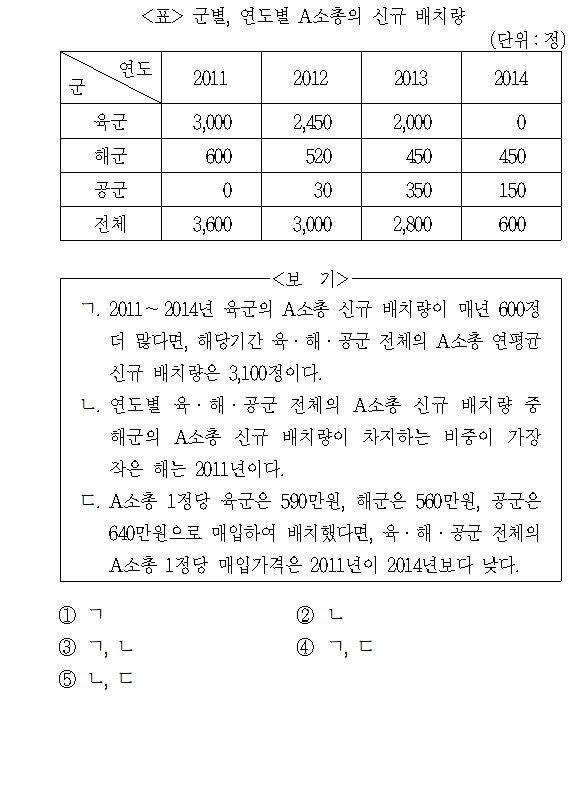 <표> 군별, 연도별 A소총의 신규 배치량
(단위 : 정)
연도
군
2011 2012 2013 2014
육군 3,000 2,450 2,000 0
해군 600 520 450 450
공군 0 30 350 150
전체 3,600 3,000 2,800 600
<보 기>
ㄱ. 2011~2014년 육군의 A소총 신규 배치량이 매년 600정
더 많다면, 해당기간 육·해·공군 전체의 A소총 연평균
신규 배치량은 3,100정이다.
ㄴ. 연도별 육·해·공군 전체의 A소총 신규 배치량 중
해군의 A소총 신규 배치량이 차지하는 비중이 가장
작은 해는 2011년이다.
ㄷ. A소총 1정당 육군은 590만원, 해군은 560만원, 공군은
640만원으로 매입하여 배치했다면, 육·해·공군 전체의
A소총 1정당 매입가격은 2011년이 2014년보다 낮다.
① ㄱ ② ㄴ
③ ㄱ, ㄴ ④ ㄱ, ㄷ
⑤ ㄴ, ㄷ